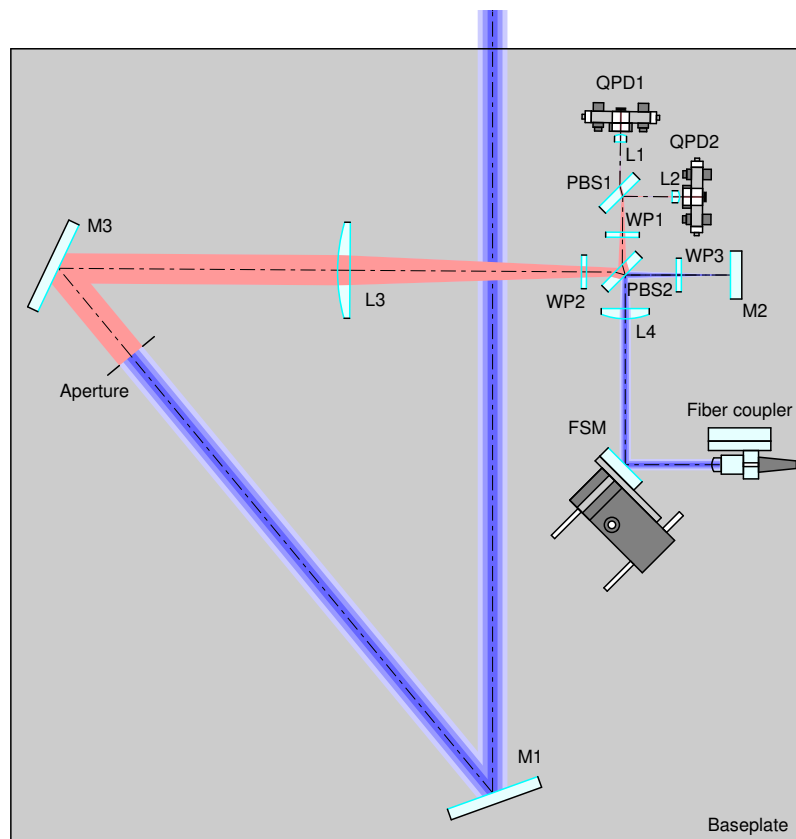 QPD1
QPD2
L1
PBS1
L2
WP1
M3
WP3
WP2
PBS2
L3
M2
L4
Aperture
Fiber coupler
FSM
M1
Baseplate